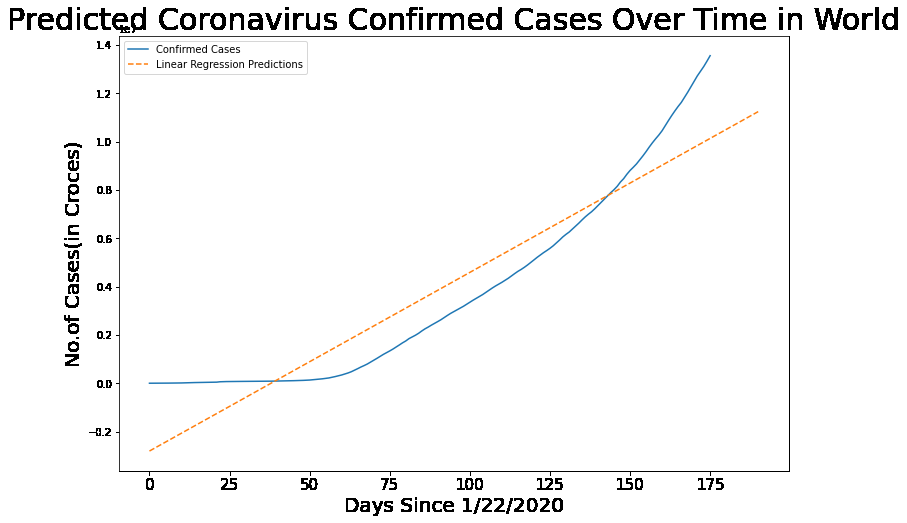 Predicted Coronavirus Confirmed Cases Over Time in World
Confirmed Cases
Linear Regression Predictions
1.4
1.2
1.0
0.8
0.6
0.4
0.2
0.0
−0.2
No.of Cases(in Croces)
0 25 50 75 100 125 150 175
Days Since 1/22/2020